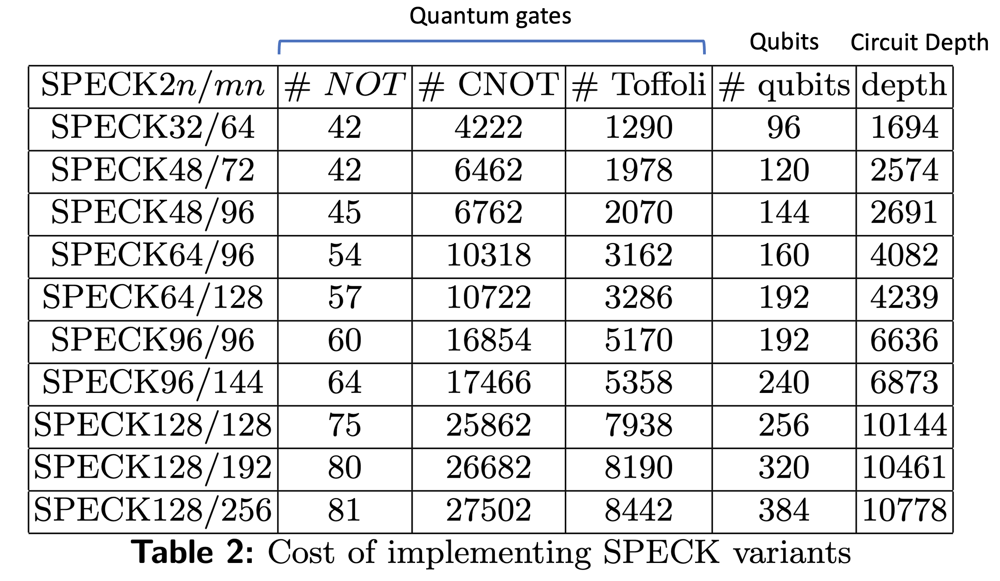 Quantum gates
Qubits Circuit Depth
SPECK2n/mn # NOT # CNOT # Toffoli # qubits depth
SPECK32/64 42 4222 1290 96 1694
SPECK48/72 42 6462 1978 120 2574
SPECK48/96 45 6762 2070 144 2691
SPECK64/96 54 10318 3162 160 4082
SPECK64/128 57 10722 3286 192 4239
SPECK96/96 60 16854 5170 192 6636
SPECK96/144 64 17466 5358 240 6873
SPECK128/128 75 25862 7938 256 10144
SPECK128/192 80 26682 8190 320 10461
SPECK128/256 81 27502 8442 384 10778
Table 2: Cost of implementing SPECK variants